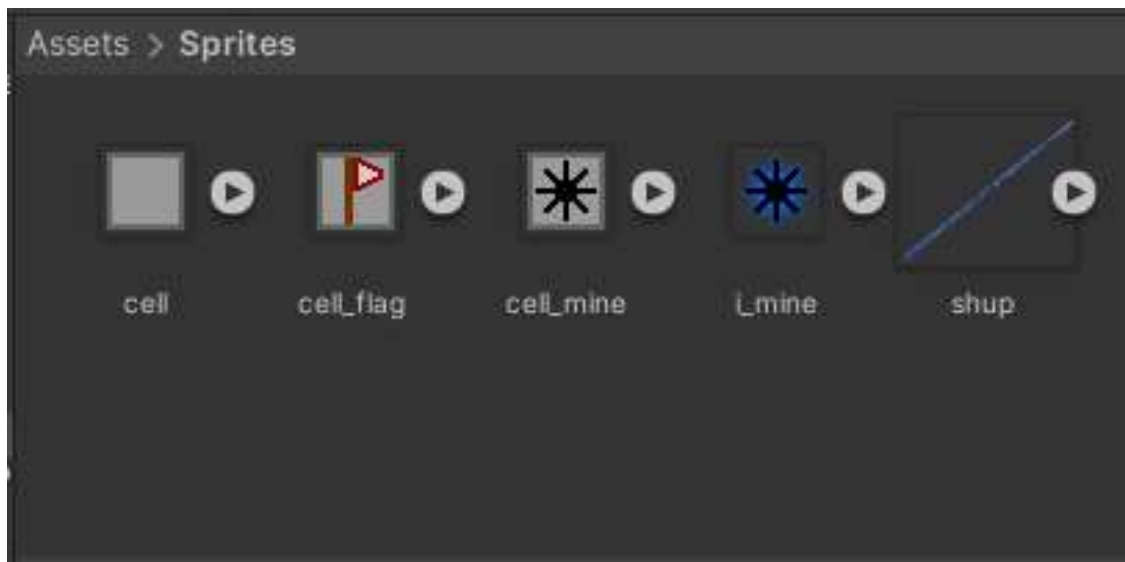 Assets > Sprites
cell
cell_flag
cell_mine
i_mine
shup